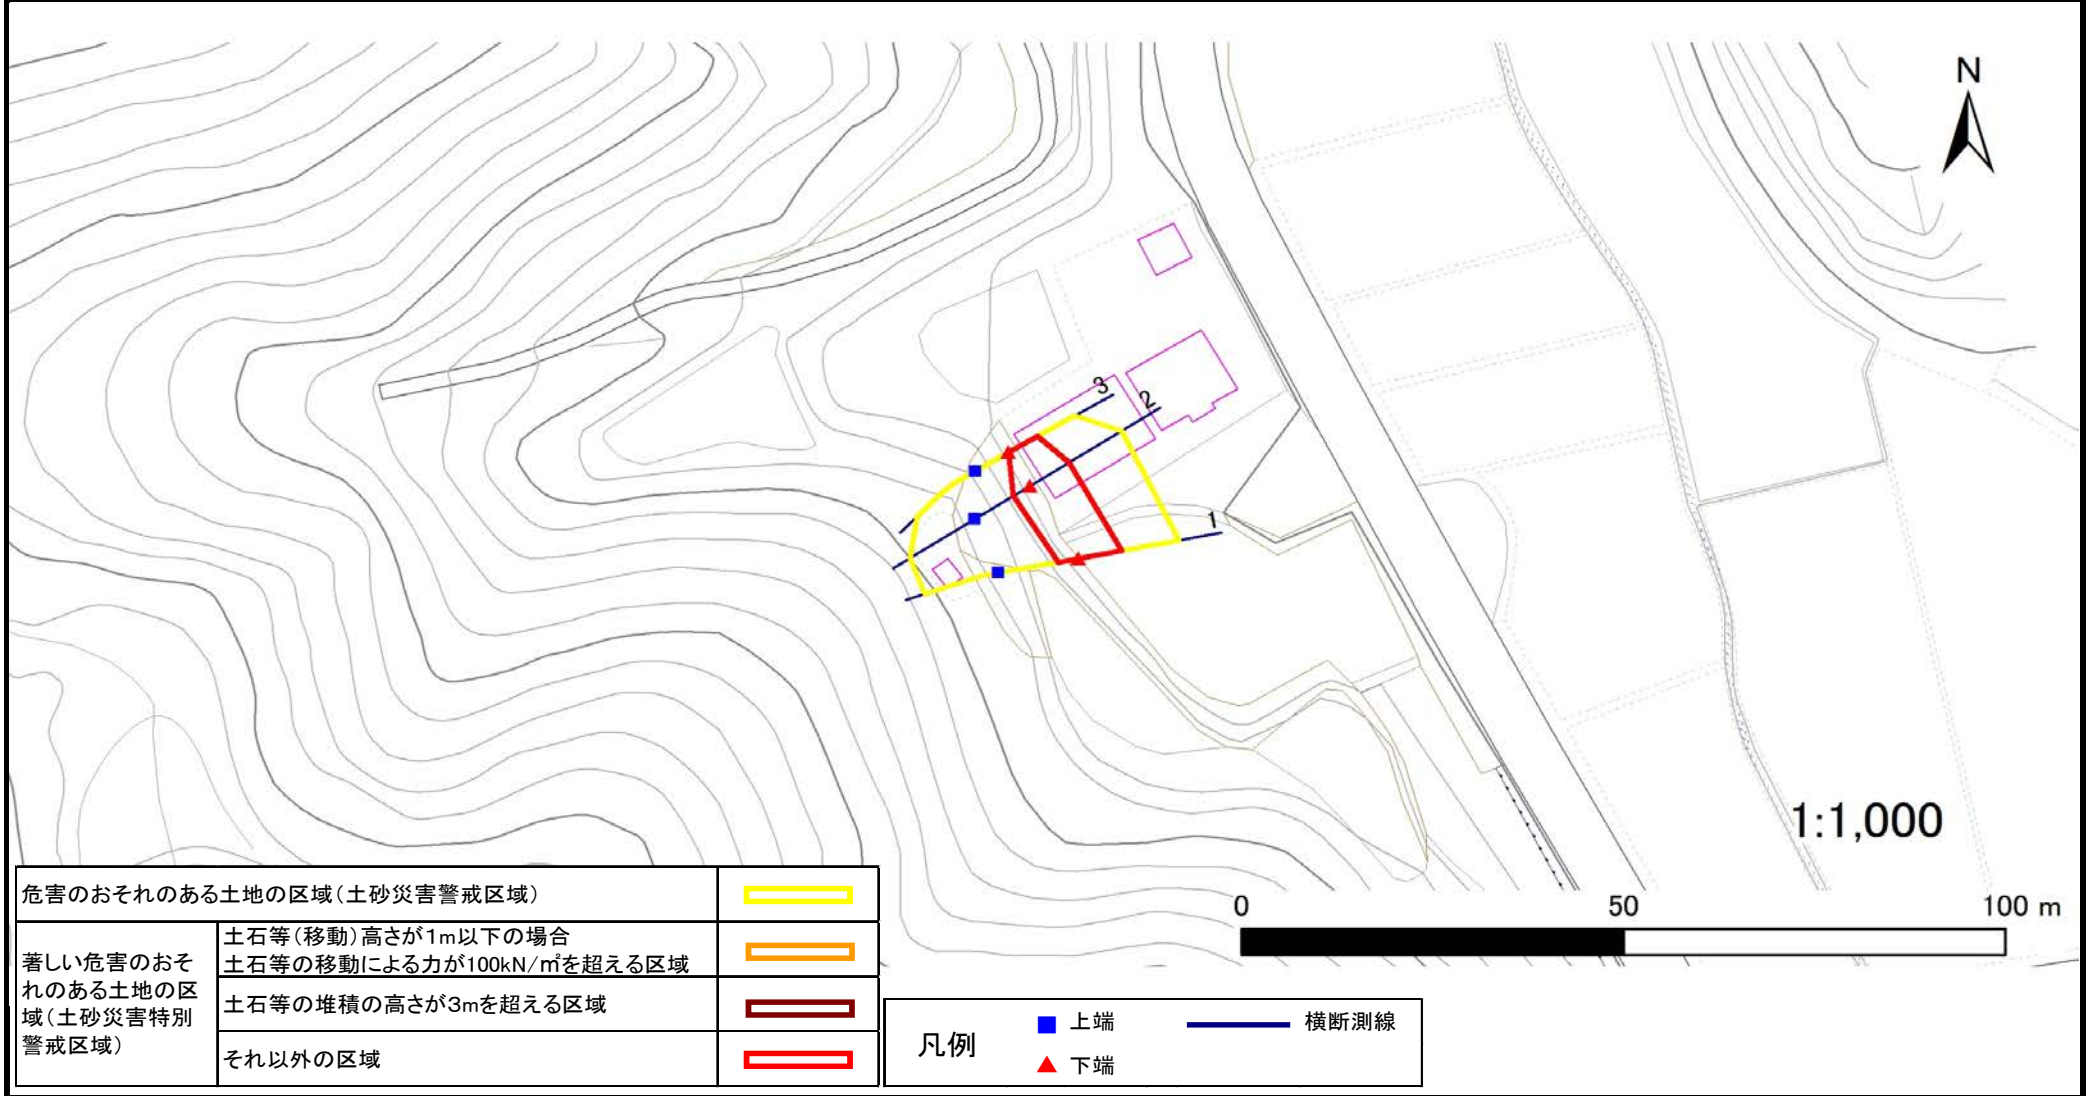 N
3
2
1
1:1,000
0 50 100 m
危害のおそれのある土地の区域(土砂災害警戒区域)
著しい危害のおそ
れのある土地の区
域(土砂災害特別
警戒区域)
土石等(移動)高さが1m以下の場合
土石等の移動による力が100kN/㎡を超える区域
土石等の堆積の高さが3mを超える区域
それ以外の区域
凡例
上端
横断測線
下端